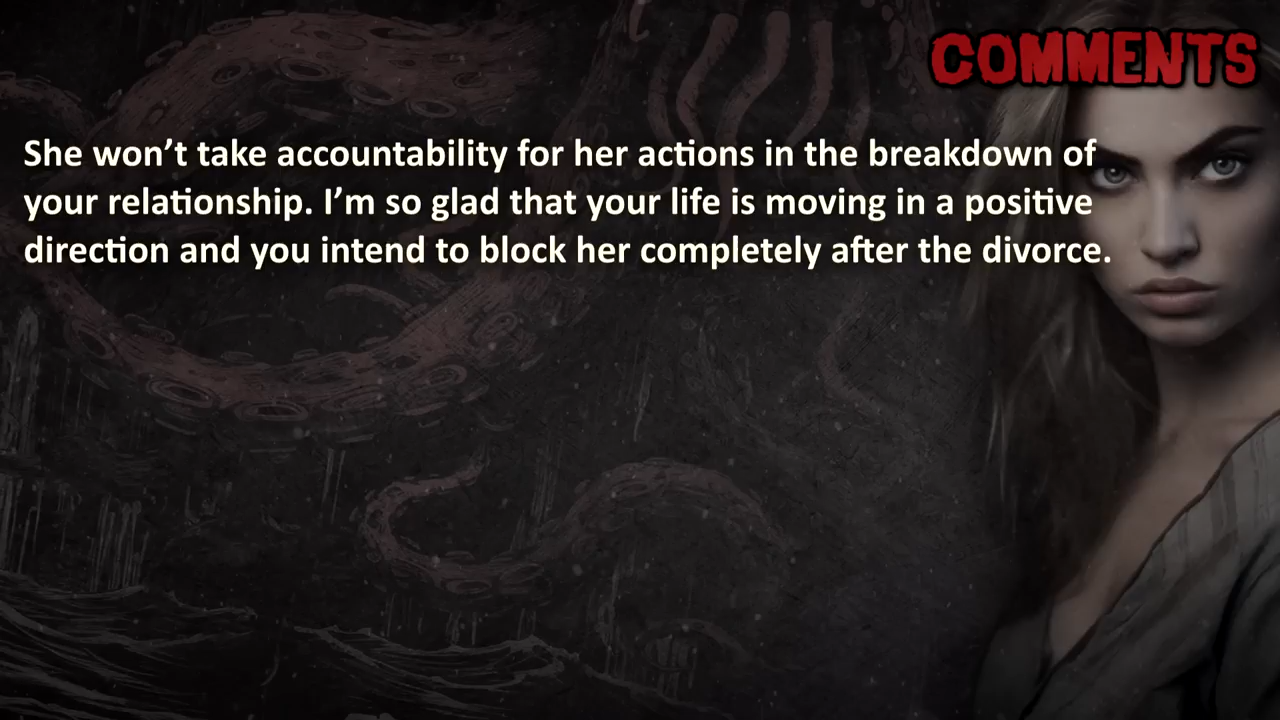 COMMENTS
She won’t take accountability for her actions in the breakdown of
your relationship. I’m so glad that your life is moving in a positive
direction and you intend to block her completely after the divorce.